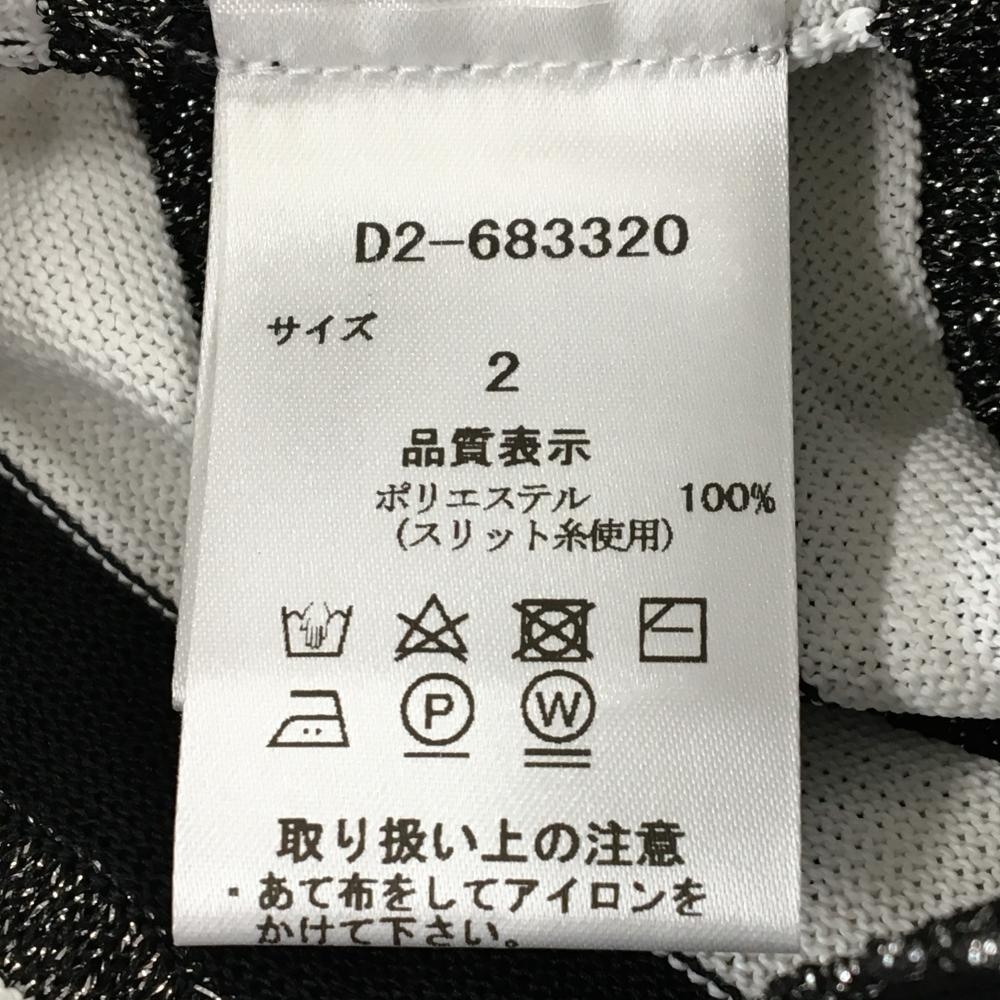 D2-683320
サイズ
2
品質表示
ポリエステル 100%
(スリット糸使用)
P W
取り扱い上の注意
・あて布をしてアイロンを
かけて下さい。